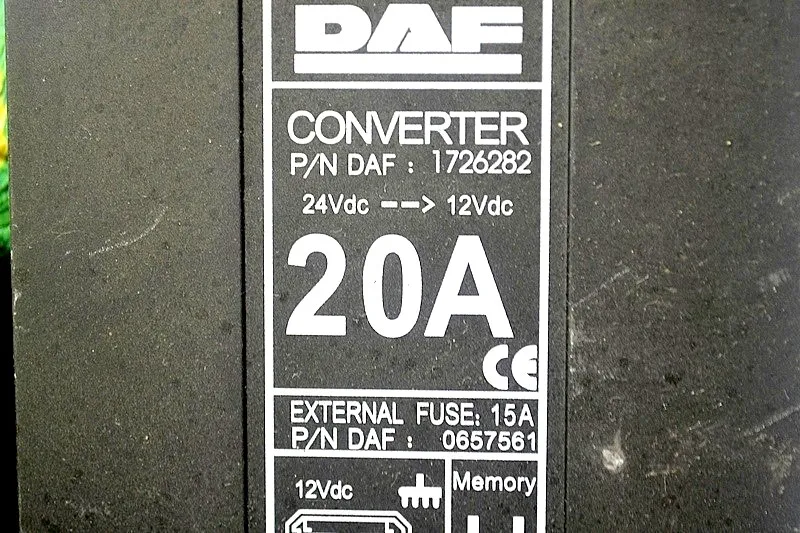 DAF
CONVERTER
P/N DAF : 1726282
24Vdc --> 12Vdc
20A
CE
EXTERNAL FUSE: 15A
P/N DAF : 0657561
12Vdc
Memory